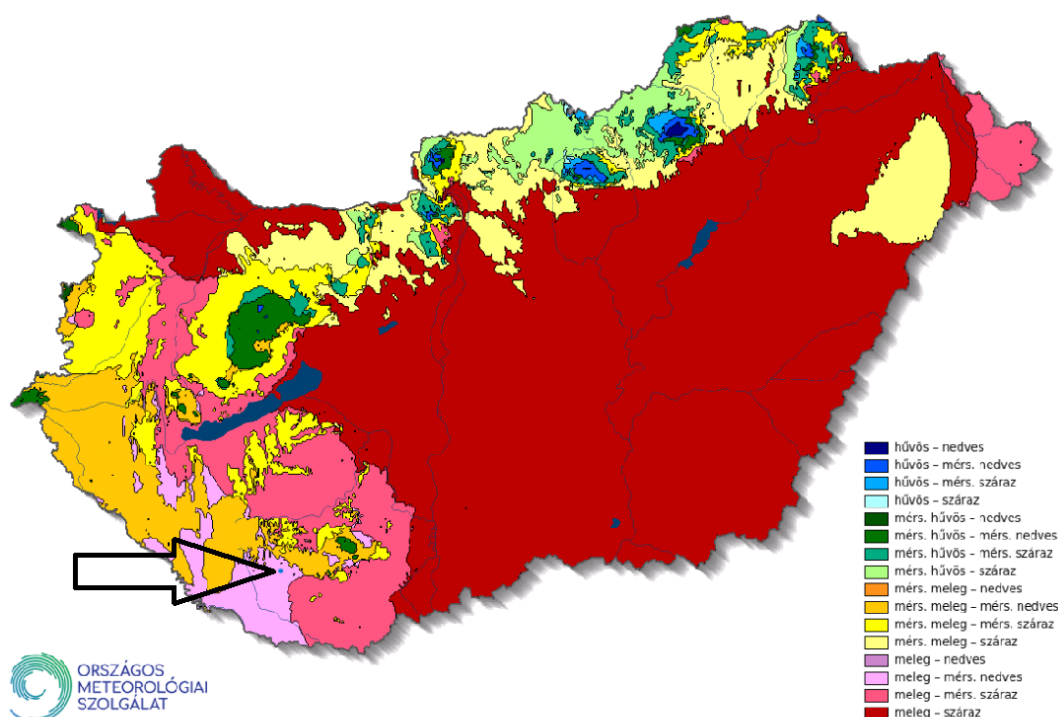 hűvös – nedves
hűvös – mérs. nedves
hűvös – mérs. száraz
hűvös – száraz
mérs. hűvös – nedves
mérs. hűvös – mérs. nedves
mérs. hűvös – mérs. száraz
mérs. hűvös – száraz
mérs. meleg – nedves
mérs. meleg – mérs. nedves
mérs. meleg – mérs. száraz
mérs. meleg – száraz
meleg – nedves
meleg – mérs. nedves
meleg – mérs. száraz
meleg – száraz
ORSZÁGOS
METEOROLÓGIAI
SZOLGÁLAT